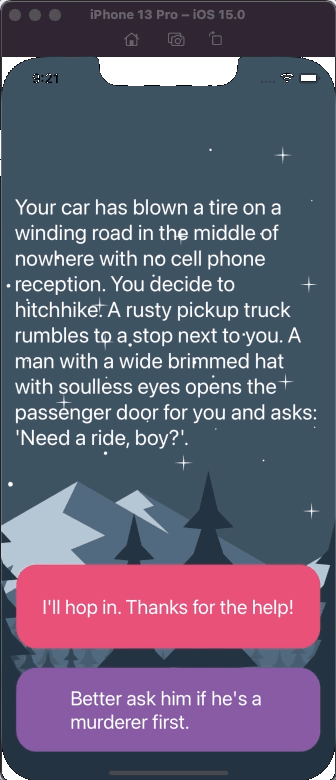 iPhone 13 Pro – iOS 15.0
8:21
Your car has blown a tire on a
winding road in the middle of
nowhere with no cell phone
reception. You decide to
hitchhike. A rusty pickup truck
rumbles to a stop next to you. A
man with a wide brimmed hat
with soulless eyes opens the
passenger door for you and asks:
'Need a ride, boy?'.
I'll hop in. Thanks for the help!
Better ask him if he's a
murderer first.